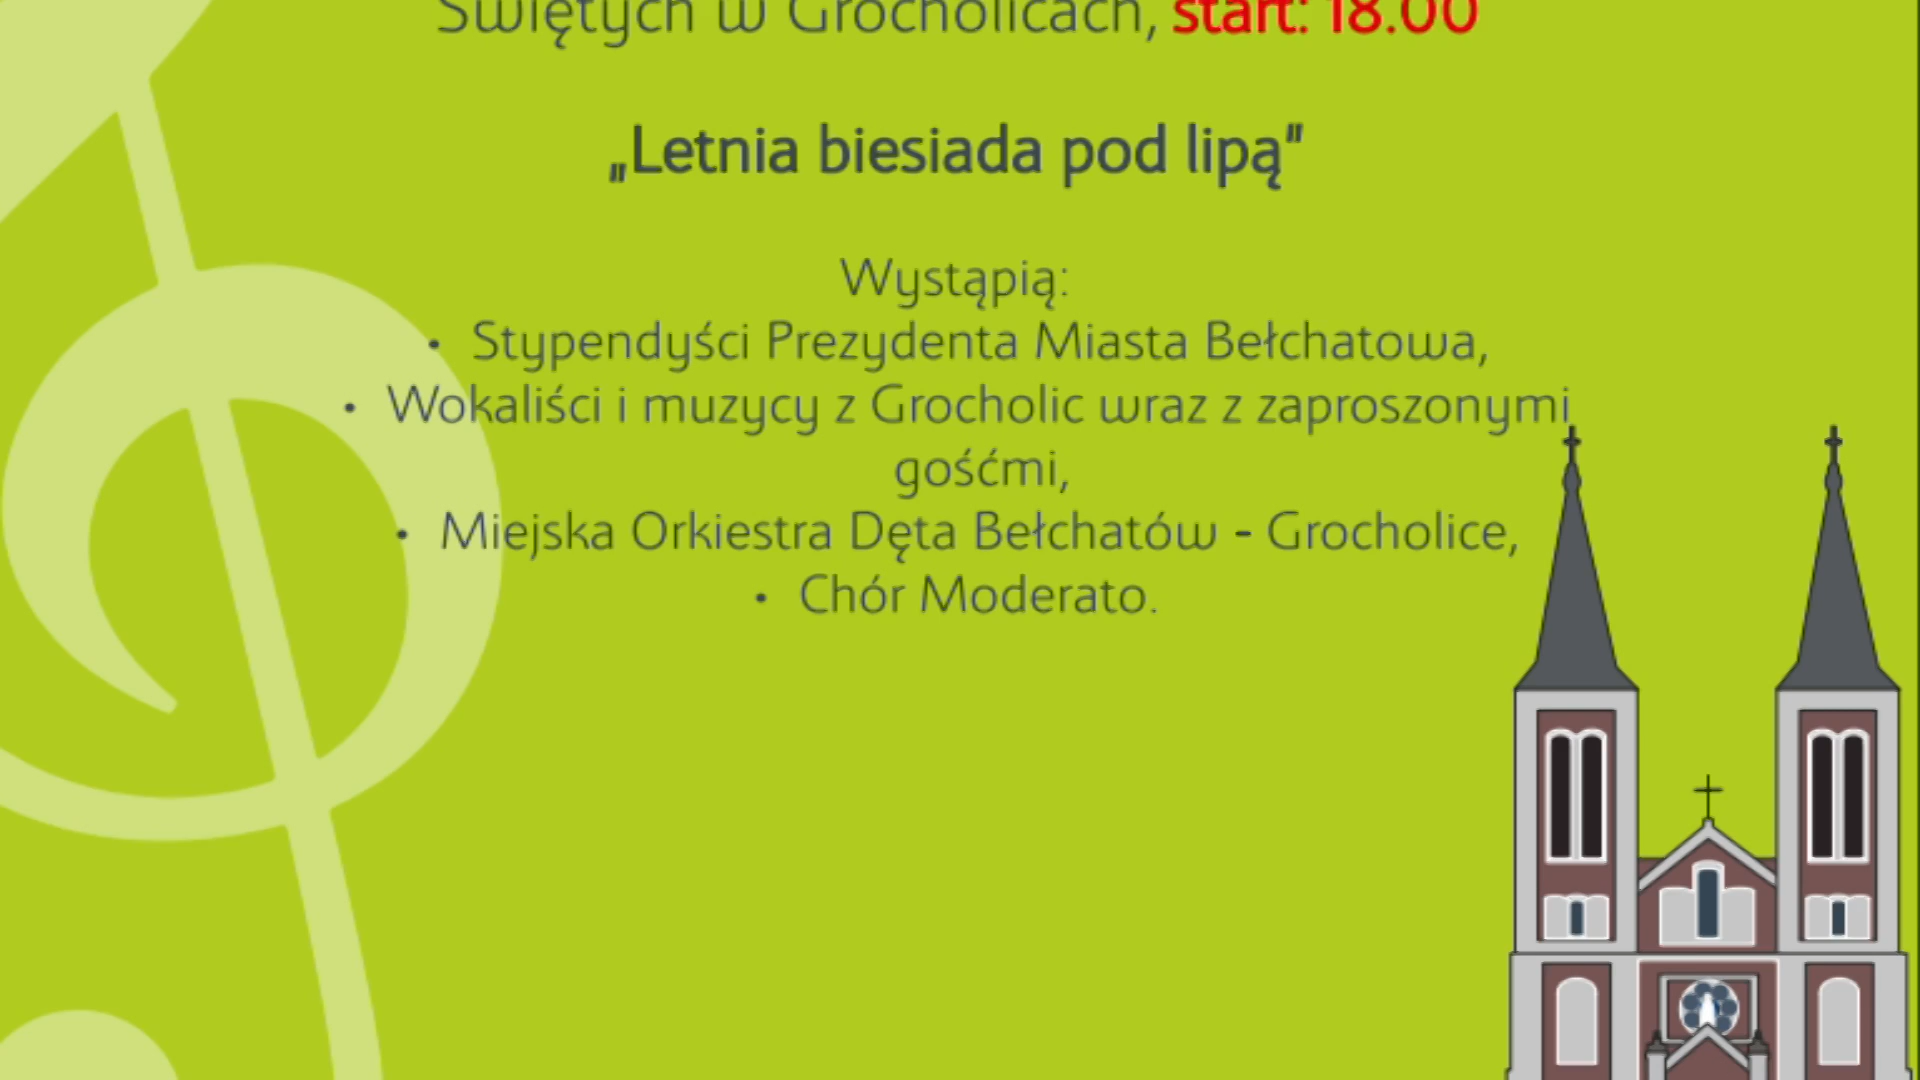 Świętych w Grocholicach, start: 18.00
„Letnia biesiada pod lipą"
Wystąpią:
• Stypendyści Prezydenta Miasta Bełchatowa,
• Wokaliści i muzycy z Grocholic wraz z zaproszonymi
gośćmi,
• Miejska Orkiestra Dęta Bełchatów - Grocholice,
• Chór Moderato.